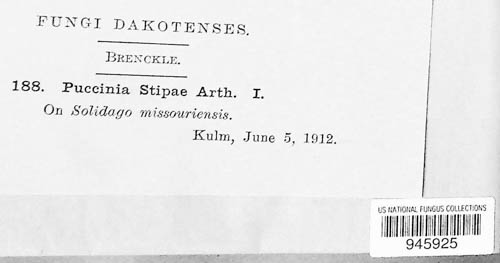 FUNGI DAKOTENSES.
BRENCKLE.
188. Puccinia Stipae Arth. I.
On Solidago missouriensis.
Kulm, June 5, 1912.
US NATIONAL FUNGUS COLLECTIONS
945925